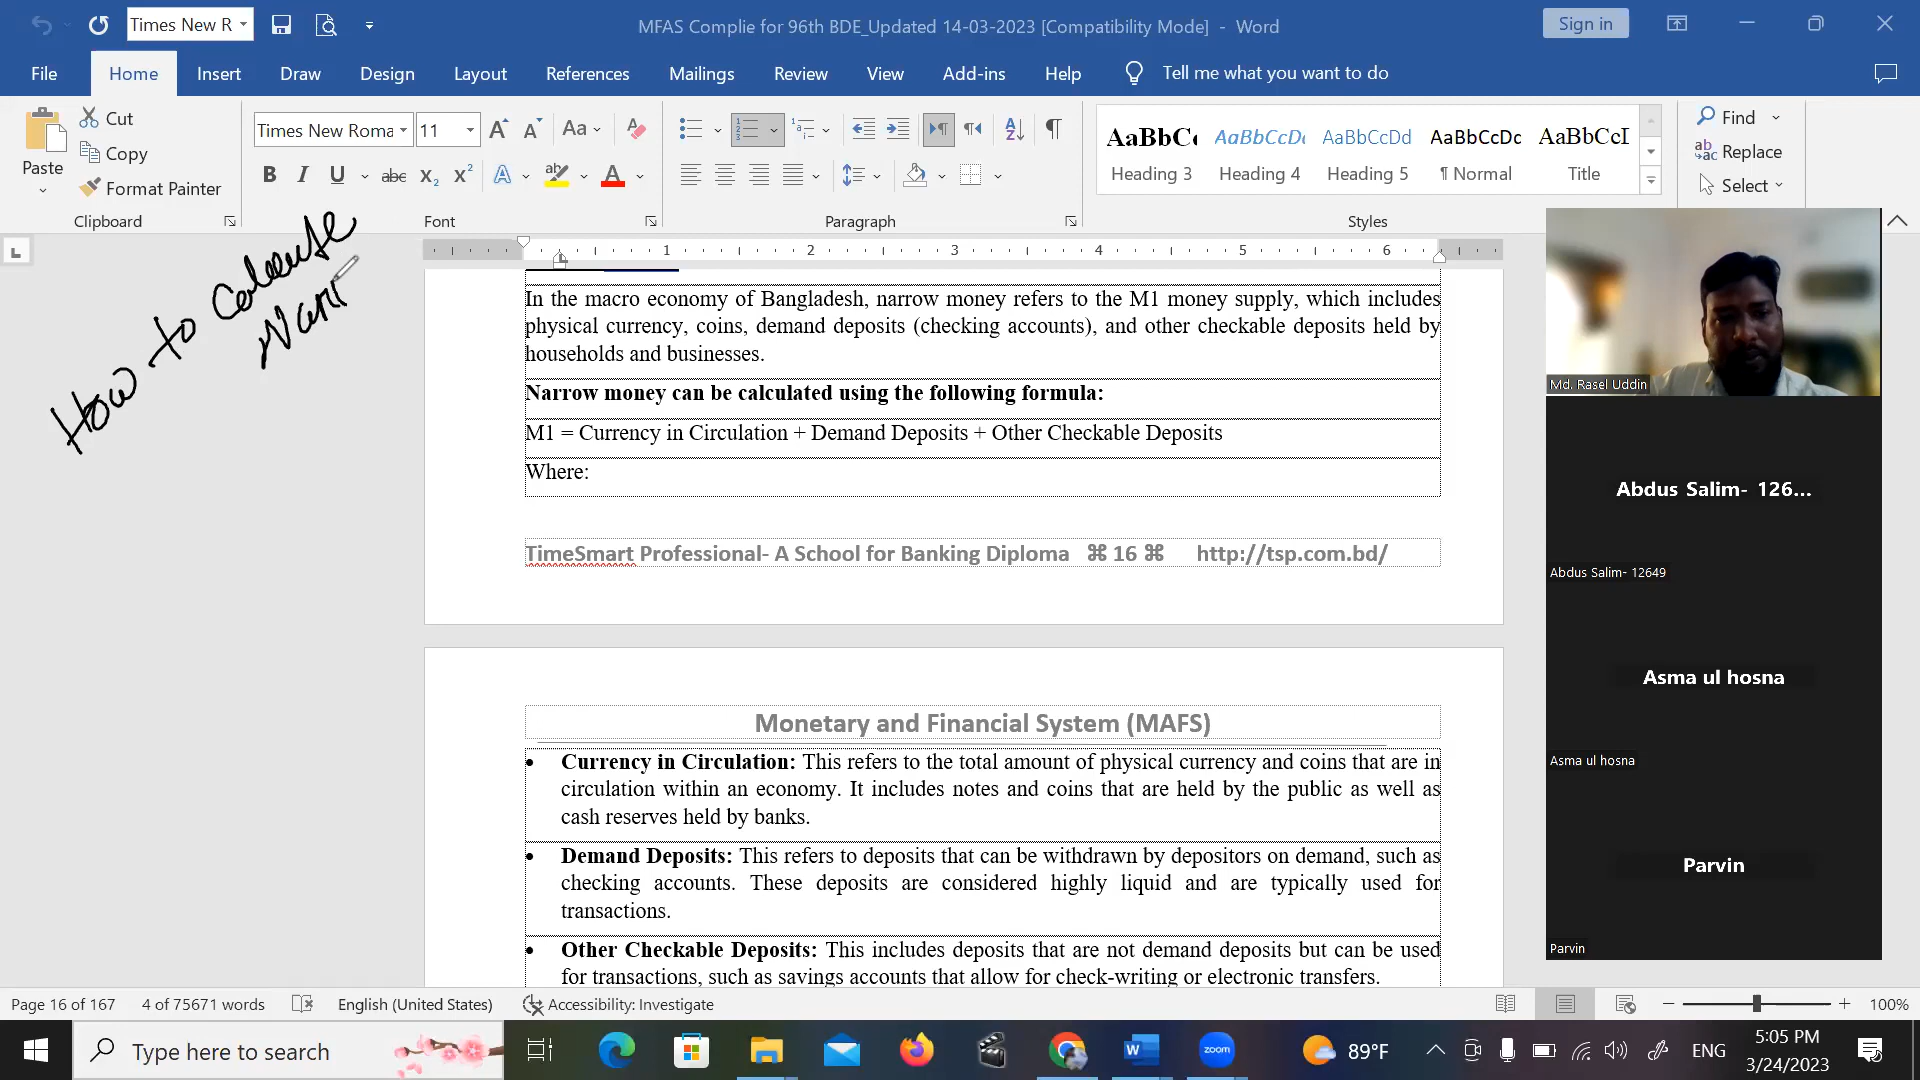 Times New R
MFAS Complie for 96th BDE_Updated 14-03-2023 [Compatibility Mode] - Word
Sign in
File
Home
Insert
Draw
Design
Layout
References
Mailings
Review
View
Add-ins
Help
Tell me what you want to do
Paste
Cut
Copy
Format Painter
Clipboard
Times New Roma
11
Font
Paragraph
AaBbCc
Heading 3
AaBbCcDc
Heading 4
AaBbCcDd
Heading 5
AaBbCcDc
¶ Normal
AaBbCcD
Title
Styles
Find
Replace
Select
1 2 3 4 5 6
How to
In the macro economy of Bangladesh, narrow money refers to the M1 money supply, which includes
physical currency, coins, demand deposits (checking accounts), and other checkable deposits held by
households and businesses.
Narrow money can be calculated using the following formula:
M1 = Currency in Circulation + Demand Deposits + Other Checkable Deposits
Where:
TimeSmart Professional- A School for Banking Diploma ⌘ 16 ⌘ http://tsp.com.bd/
Monetary and Financial System (MAFS)
• Currency in Circulation: This refers to the total amount of physical currency and coins that are in
circulation within an economy. It includes notes and coins that are held by the public as well as
cash reserves held by banks.
• Demand Deposits: This refers to deposits that can be withdrawn by depositors on demand, such as
checking accounts. These deposits are considered highly liquid and are typically used for
transactions.
• Other Checkable Deposits: This includes deposits that are not demand deposits but can be used
for transactions, such as savings accounts that allow for check-writing or electronic transfers.
Md. Rasel Uddin
Abdus Salim- 126...
Abdus Salim- 12649
Asma ul hosna
Asma ul hosna
Parvin
Parvin
Page 16 of 167
4 of 75671 words
English (United States)
Accessibility: Investigate
100%
Type here to search
zoom
89°F
ENG
5:05 PM
3/24/2023